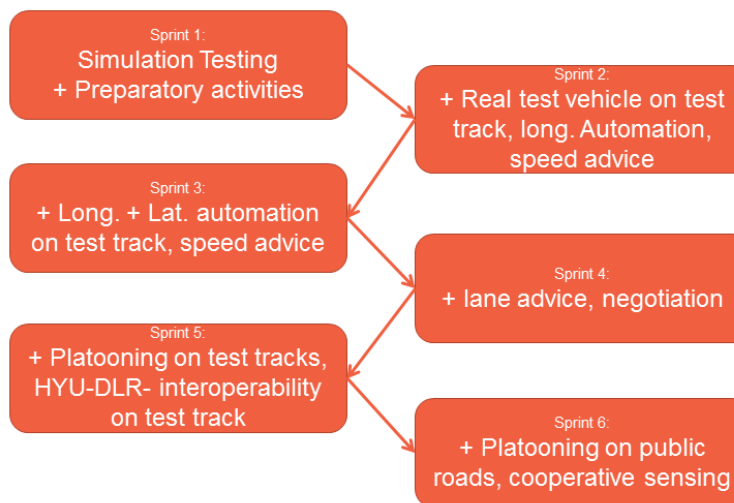 Sprint 1:
Simulation Testing
+ Preparatory activities
Sprint 2:
+ Real test vehicle on test
track, long. Automation,
speed advice
Sprint 3:
+ Long. + Lat. automation
on test track, speed advice
Sprint 4:
+ lane advice, negotiation
Sprint 5:
+ Platooning on test tracks,
HYU-DLR- interoperability
on test track
Sprint 6:
+ Platooning on public
roads, cooperative sensing